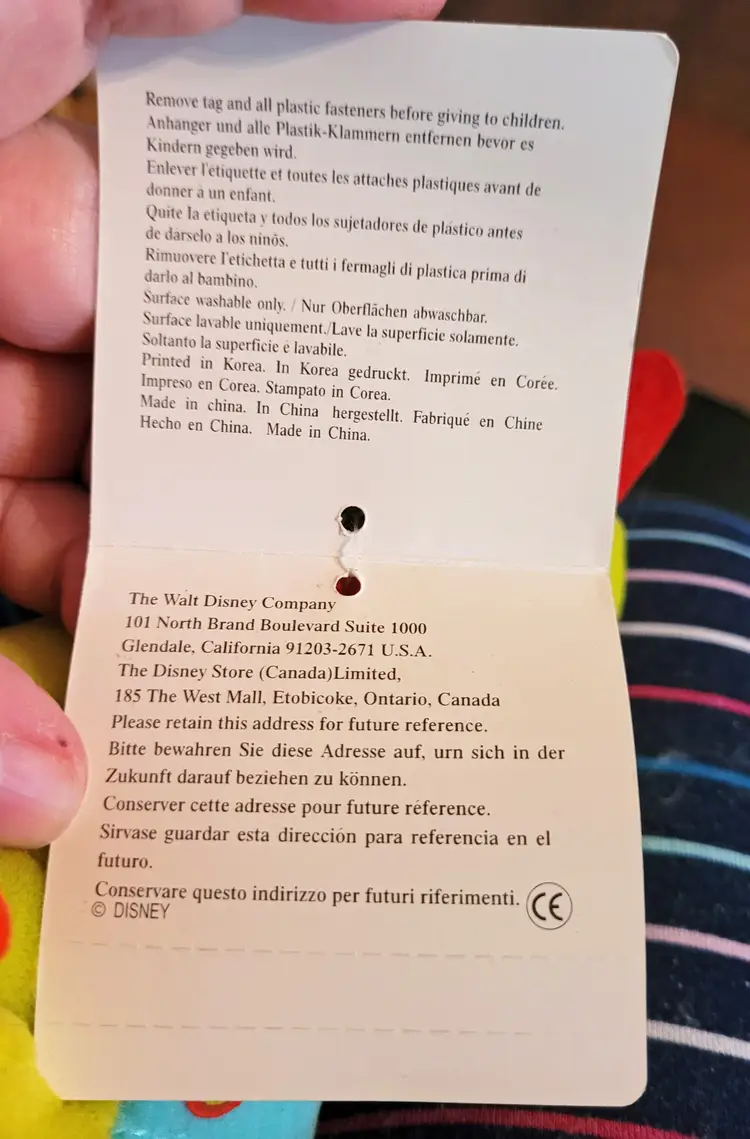 Remove tag and all plastic fasteners before giving to children.
Anhanger und alle Plastik-Klammern entfernen bevor es
Kindern gegeben wird.
Enlever l'etiquette et toutes les attaches plastiques avant de
donner a un enfant.
Quite la etiqueta y todos los sujetadores de plástico antes
de darselo a los ninõs.
Rimuovere l'etichetta e tutti i fermagli di plastica prima di
darlo al bambino.
Surface washable only. / Nur Oberflächen abwaschbar.
Surface lavable uniquement./Lave la superficie solamente.
Soltanto la superficie é lavabile.
Printed in Korea. In Korea gedruckt. Imprimé en Corée.
Impreso en Corea. Stampato in Corea.
Made in china. In China hergestellt. Fabriqué en Chine
Hecho en China. Made in China.
The Walt Disney Company
101 North Brand Boulevard Suite 1000
Glendale, California 91203-2671 U.S.A.
The Disney Store (Canada)Limited,
185 The West Mall, Etobicoke, Ontario, Canada
Please retain this address for future reference.
Bitte bewahren Sie diese Adresse auf, urn sich in der
Zukunft darauf beziehen zu können.
Conserver cette adresse pour future réference.
Sirvase guardar esta dirección para referencia en el
futuro.
Conservare questo indirizzo per futuri riferimenti. CE
© DISNEY